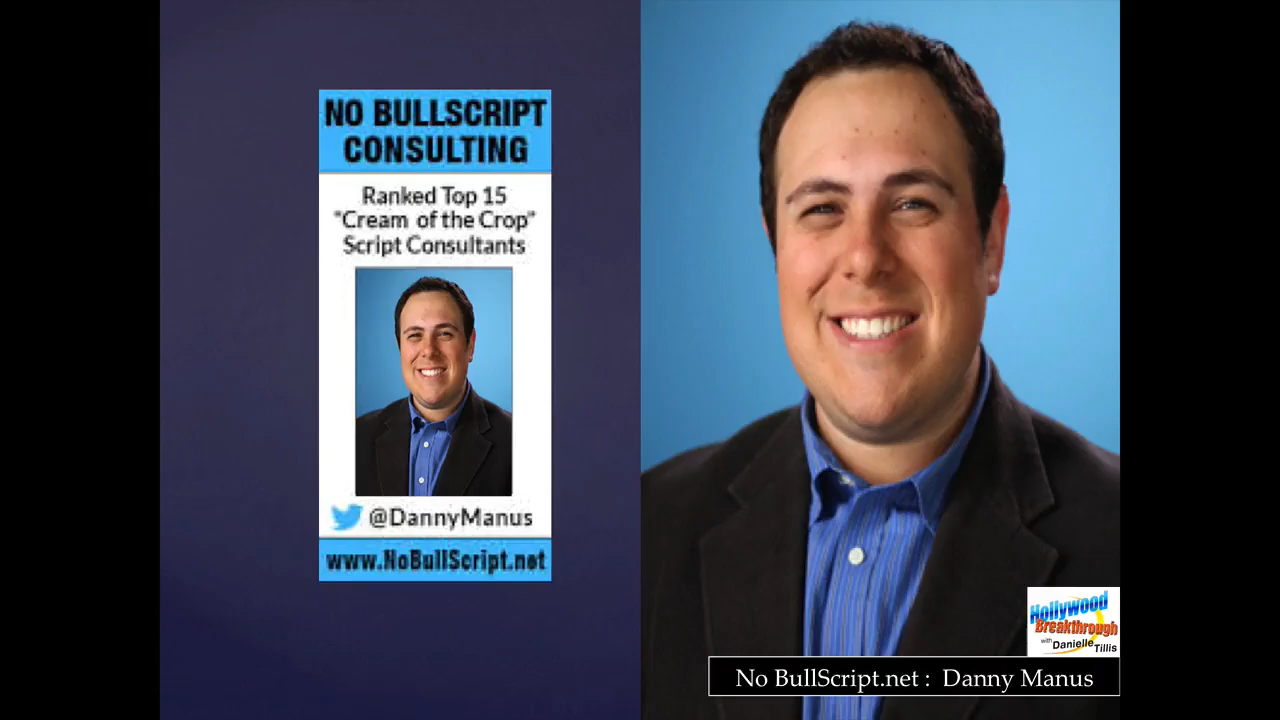 NO BULLSCRIPT
CONSULTING
Ranked Top 15
"Cream of the Crop"
Script Consultants
@DannyManus
www.NoBullScript.net
Hollywood
Breakthrough
with Danielle Tillis
No BullScript.net : Danny Manus